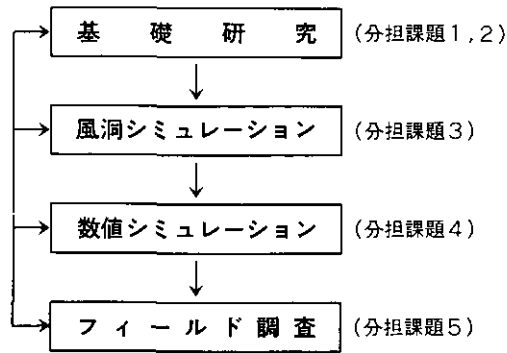 基礎研究 (分担課題1,2)
風洞シミュレーション (分担課題3)
数値シミュレーション (分担課題4)
フィールド調査 (分担課題5)